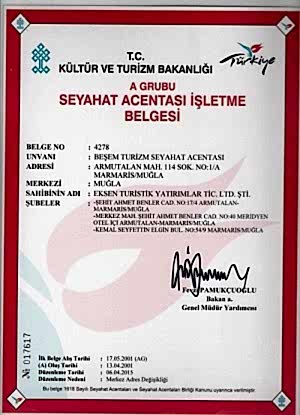 Türkiye
T.C.
KÜLTÜR VE TURİZM BAKANLIĞI
A GRUBU
SEYAHAT ACENTASI İŞLETME
BELGESİ
BELGE NO : 4278
UNVANI : BEŞEM TURİZM SEYAHAT ACENTASI
ADRESİ : ARMUTALAN MAH. 114 SOK. NO:1/A
MARMARİS/MUĞLA
MERKEZİ : MUĞLA
SAHİBİNİN ADI : EKSEN TURİSTİK YATIRIMLAR TİC. LTD. ŞTİ.
ŞUBELER : -ŞEHİT AHMET BENLER CAD. NO:17/4 ARMUTALAN-
MARMARİS/MUĞLA
-MERKEZ MAH. ŞEHİT AHMET BENLER CAD. NO:40 MERİDYEN
OTEL İÇİ ARMUTALAN-MARMARİS/MUĞLA
-KEMAL SEYFETTİN ELGİN BUL. NO:54/9 MARMARİS/MUĞLA
PAMUKÇUOĞLU
Bakan a.
Genel Müdür Yardımcısı
№ 017617
İlk Belge Alış Tarihi : 17.05.2001 (AG)
(A) Oluş Tarihi : 13.04.2001
Düzenleme Tarihi : 06.04.2015
Düzenleme Nedeni : Merkez Adres Değişikliği
Bu belge 1618 Sayılı Seyahat Acentaları ve Seyahat Acentaları Birliği Kanunu uyarınca verilmiştir.